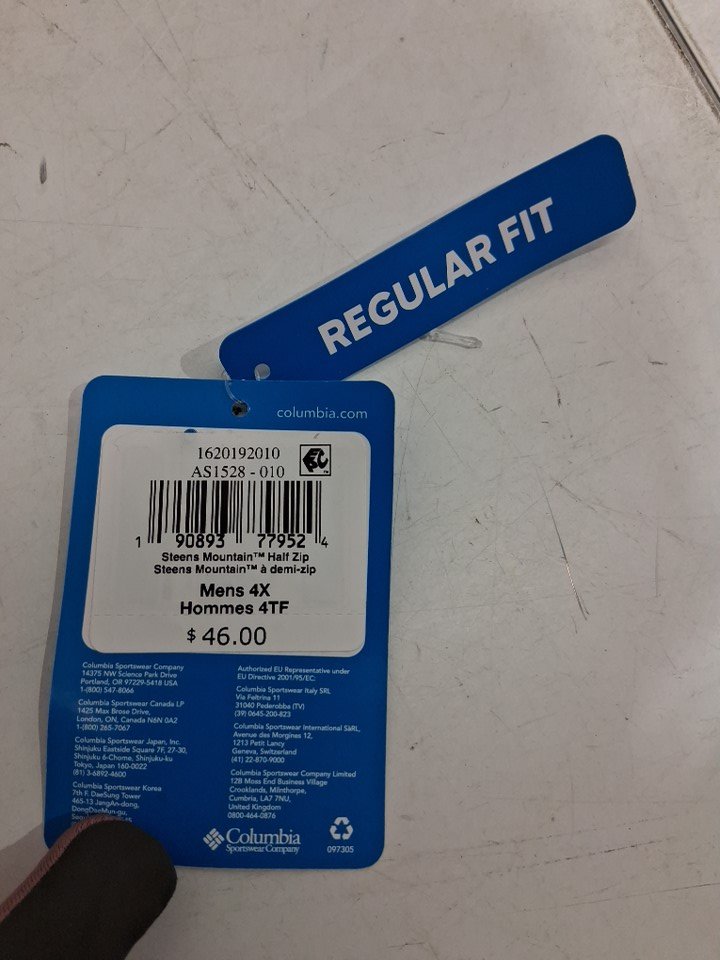 REGULAR FIT
columbia.com
1620192010
AS1528 - 010
1 90893 77952 4
Steens Mountain™ Half Zip
Steens Mountain™ à demi-zip
Mens 4X
Hommes 4TF
$ 46.00
Columbia Sportswear Company
14375 NW Science Park Drive
Portland, OR 97229-5418 USA
1-(800) 547-8066
Columbia Sportswear Canada LP
1425 Max Brose Drive,
London, ON, Canada N6N 0A2
1-(800) 265-7067
Columbia Sportswear Japan, Inc.
Shinjuku Eastside Square 7F, 27-30,
Shinjuku 6-Chome, Shinjuku-ku
Tokyo, Japan 160-0022
(81) 3-6892-4600
Columbia Sportswear Korea
7th F. DaeSung Tower
465-13 JangAn-dong,
DongDaeMun-gu,
Authorized EU Representative under
EU Directive 2001/95/EC:
Columbia Sportswear Italy SRL
Via Feltrina 11
31040 Pederobba (TV)
(39) 0645-200-823
Columbia Sportswear International SàRL,
Avenue des Morgines 12,
1213 Petit Lancy
Geneva, Switzerland
(41) 22-870-9000
Columbia Sportswear Company Limited
12B Moss End Business Village
Crooklands, Milnthorpe,
Cumbria, LA7 7NU,
United Kingdom
0800-464-0876
Columbia
Sportswear Company
097305